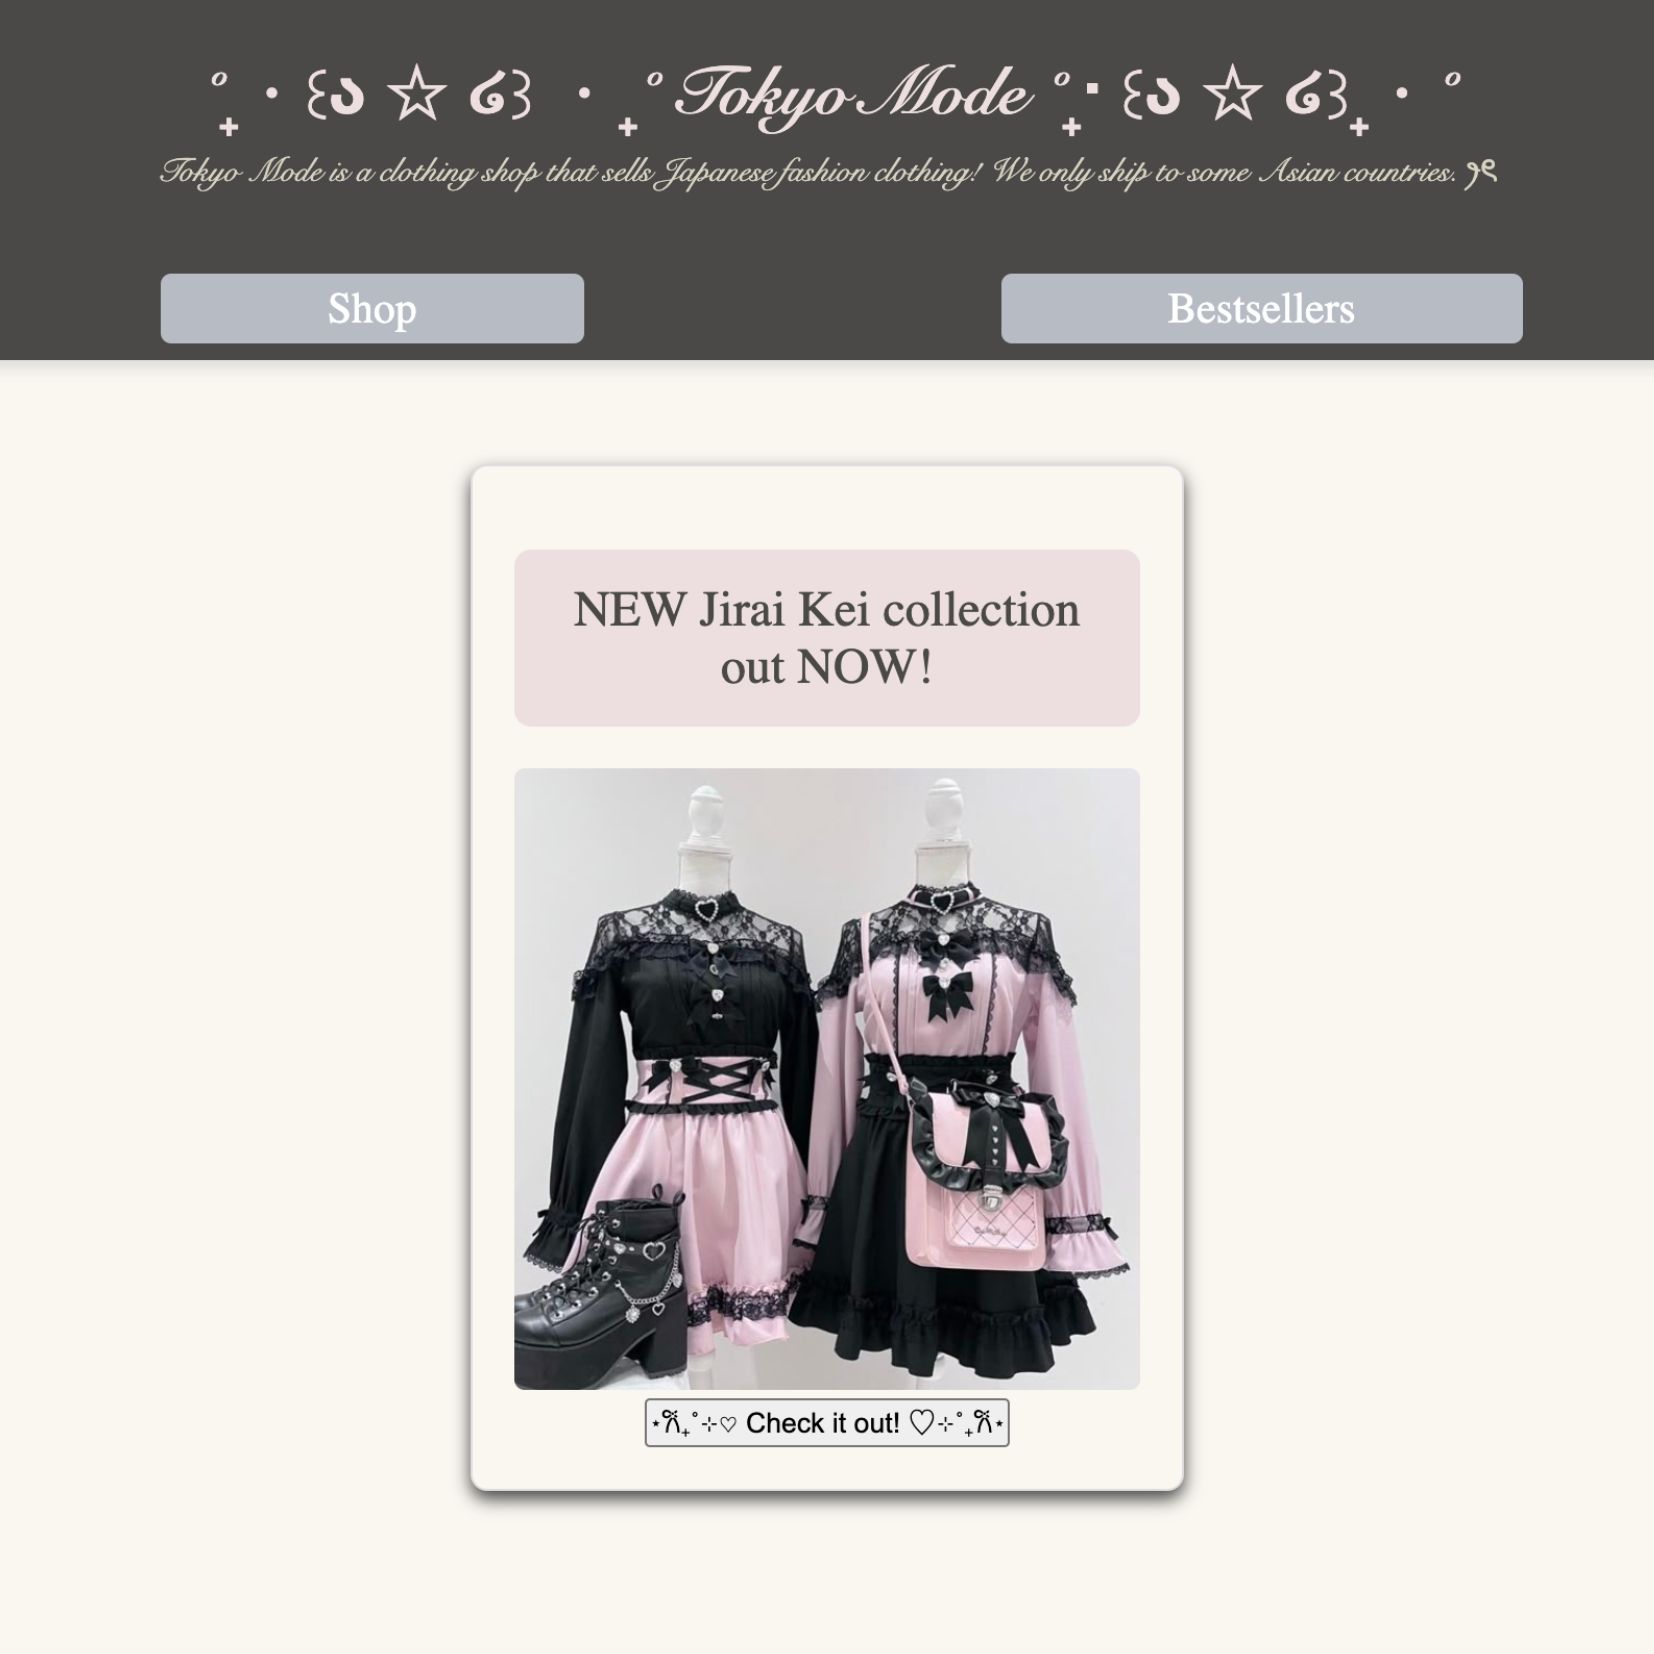 °₊ · ꒰ა ☆ ໒꒱ · ₊° Tokyo Mode °₊· ꒰ა ☆ ໒꒱₊ · °
Tokyo Mode is a clothing shop that sells Japanese fashion clothing! We only ship to some Asian countries. ୨ৎ
Shop
Bestsellers
NEW Jirai Kei collection
out NOW!
⋆𐙚₊˚⊹♡ Check it out! ♡⊹˚₊𐙚⋆